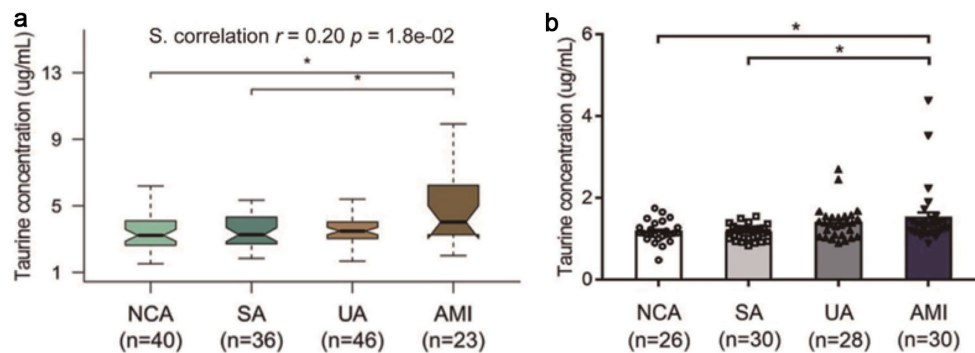 a
S. correlation r = 0.20 p = 1.8e-02
*
*
Taurine concentration (ug/mL)
13
9
5
1
NCA
(n=40)
SA
(n=36)
UA
(n=46)
AMI
(n=23)
b
*
*
Taurine concentration (ug/mL)
6
4
2
0
NCA
(n=26)
SA
(n=30)
UA
(n=28)
AMI
(n=30)